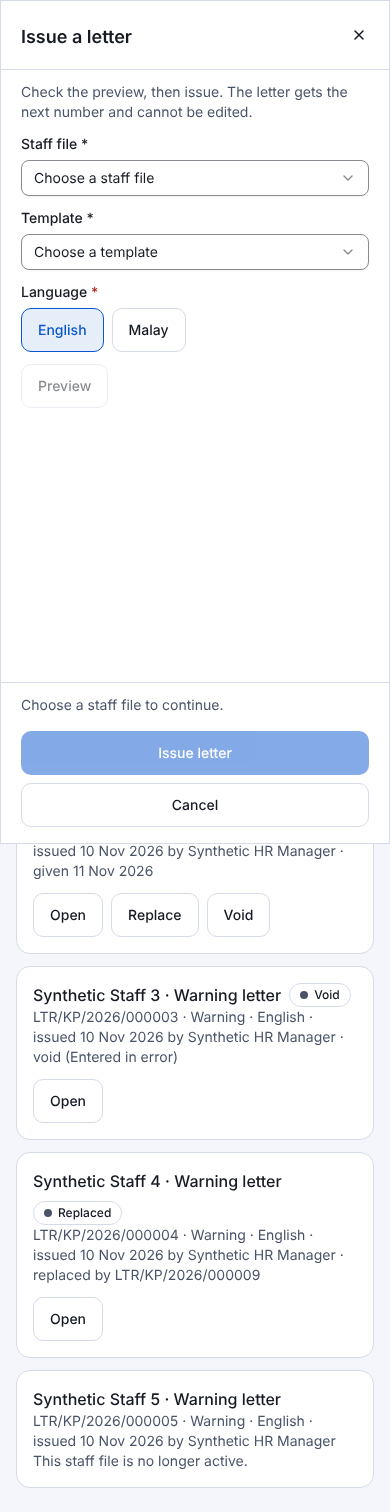 Issue a letter
Check the preview, then issue. The letter gets the
next number and cannot be edited.
Staff file *
Choose a staff file
Template *
Choose a template
Language *
English Malay
Preview
Choose a staff file to continue.
Issue letter
Cancel
issued 10 Nov 2026 by Synthetic HR Manager ·
given 11 Nov 2026
Open Replace Void
Synthetic Staff 3 · Warning letter Void
LTR/KP/2026/000003 · Warning · English ·
issued 10 Nov 2026 by Synthetic HR Manager ·
void (Entered in error)
Open
Synthetic Staff 4 · Warning letter
Replaced
LTR/KP/2026/000004 · Warning · English ·
issued 10 Nov 2026 by Synthetic HR Manager ·
replaced by LTR/KP/2026/000009
Open
Synthetic Staff 5 · Warning letter
LTR/KP/2026/000005 · Warning · English ·
issued 10 Nov 2026 by Synthetic HR Manager
This staff file is no longer active.